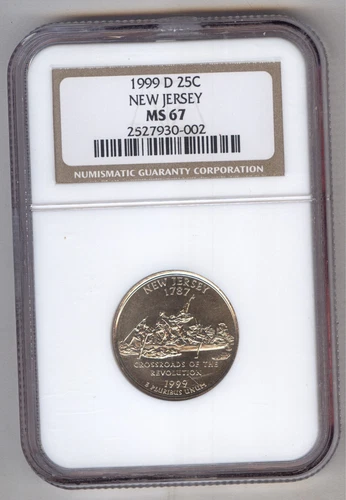 1999 D 25C
NEW JERSEY
MS 67
2527930-002
NUMISMATIC GUARANTY CORPORATION
NEW JERSEY
1787
CROSSROADS OF THE
REVOLUTION
1999
E PLURIBUS UNUM